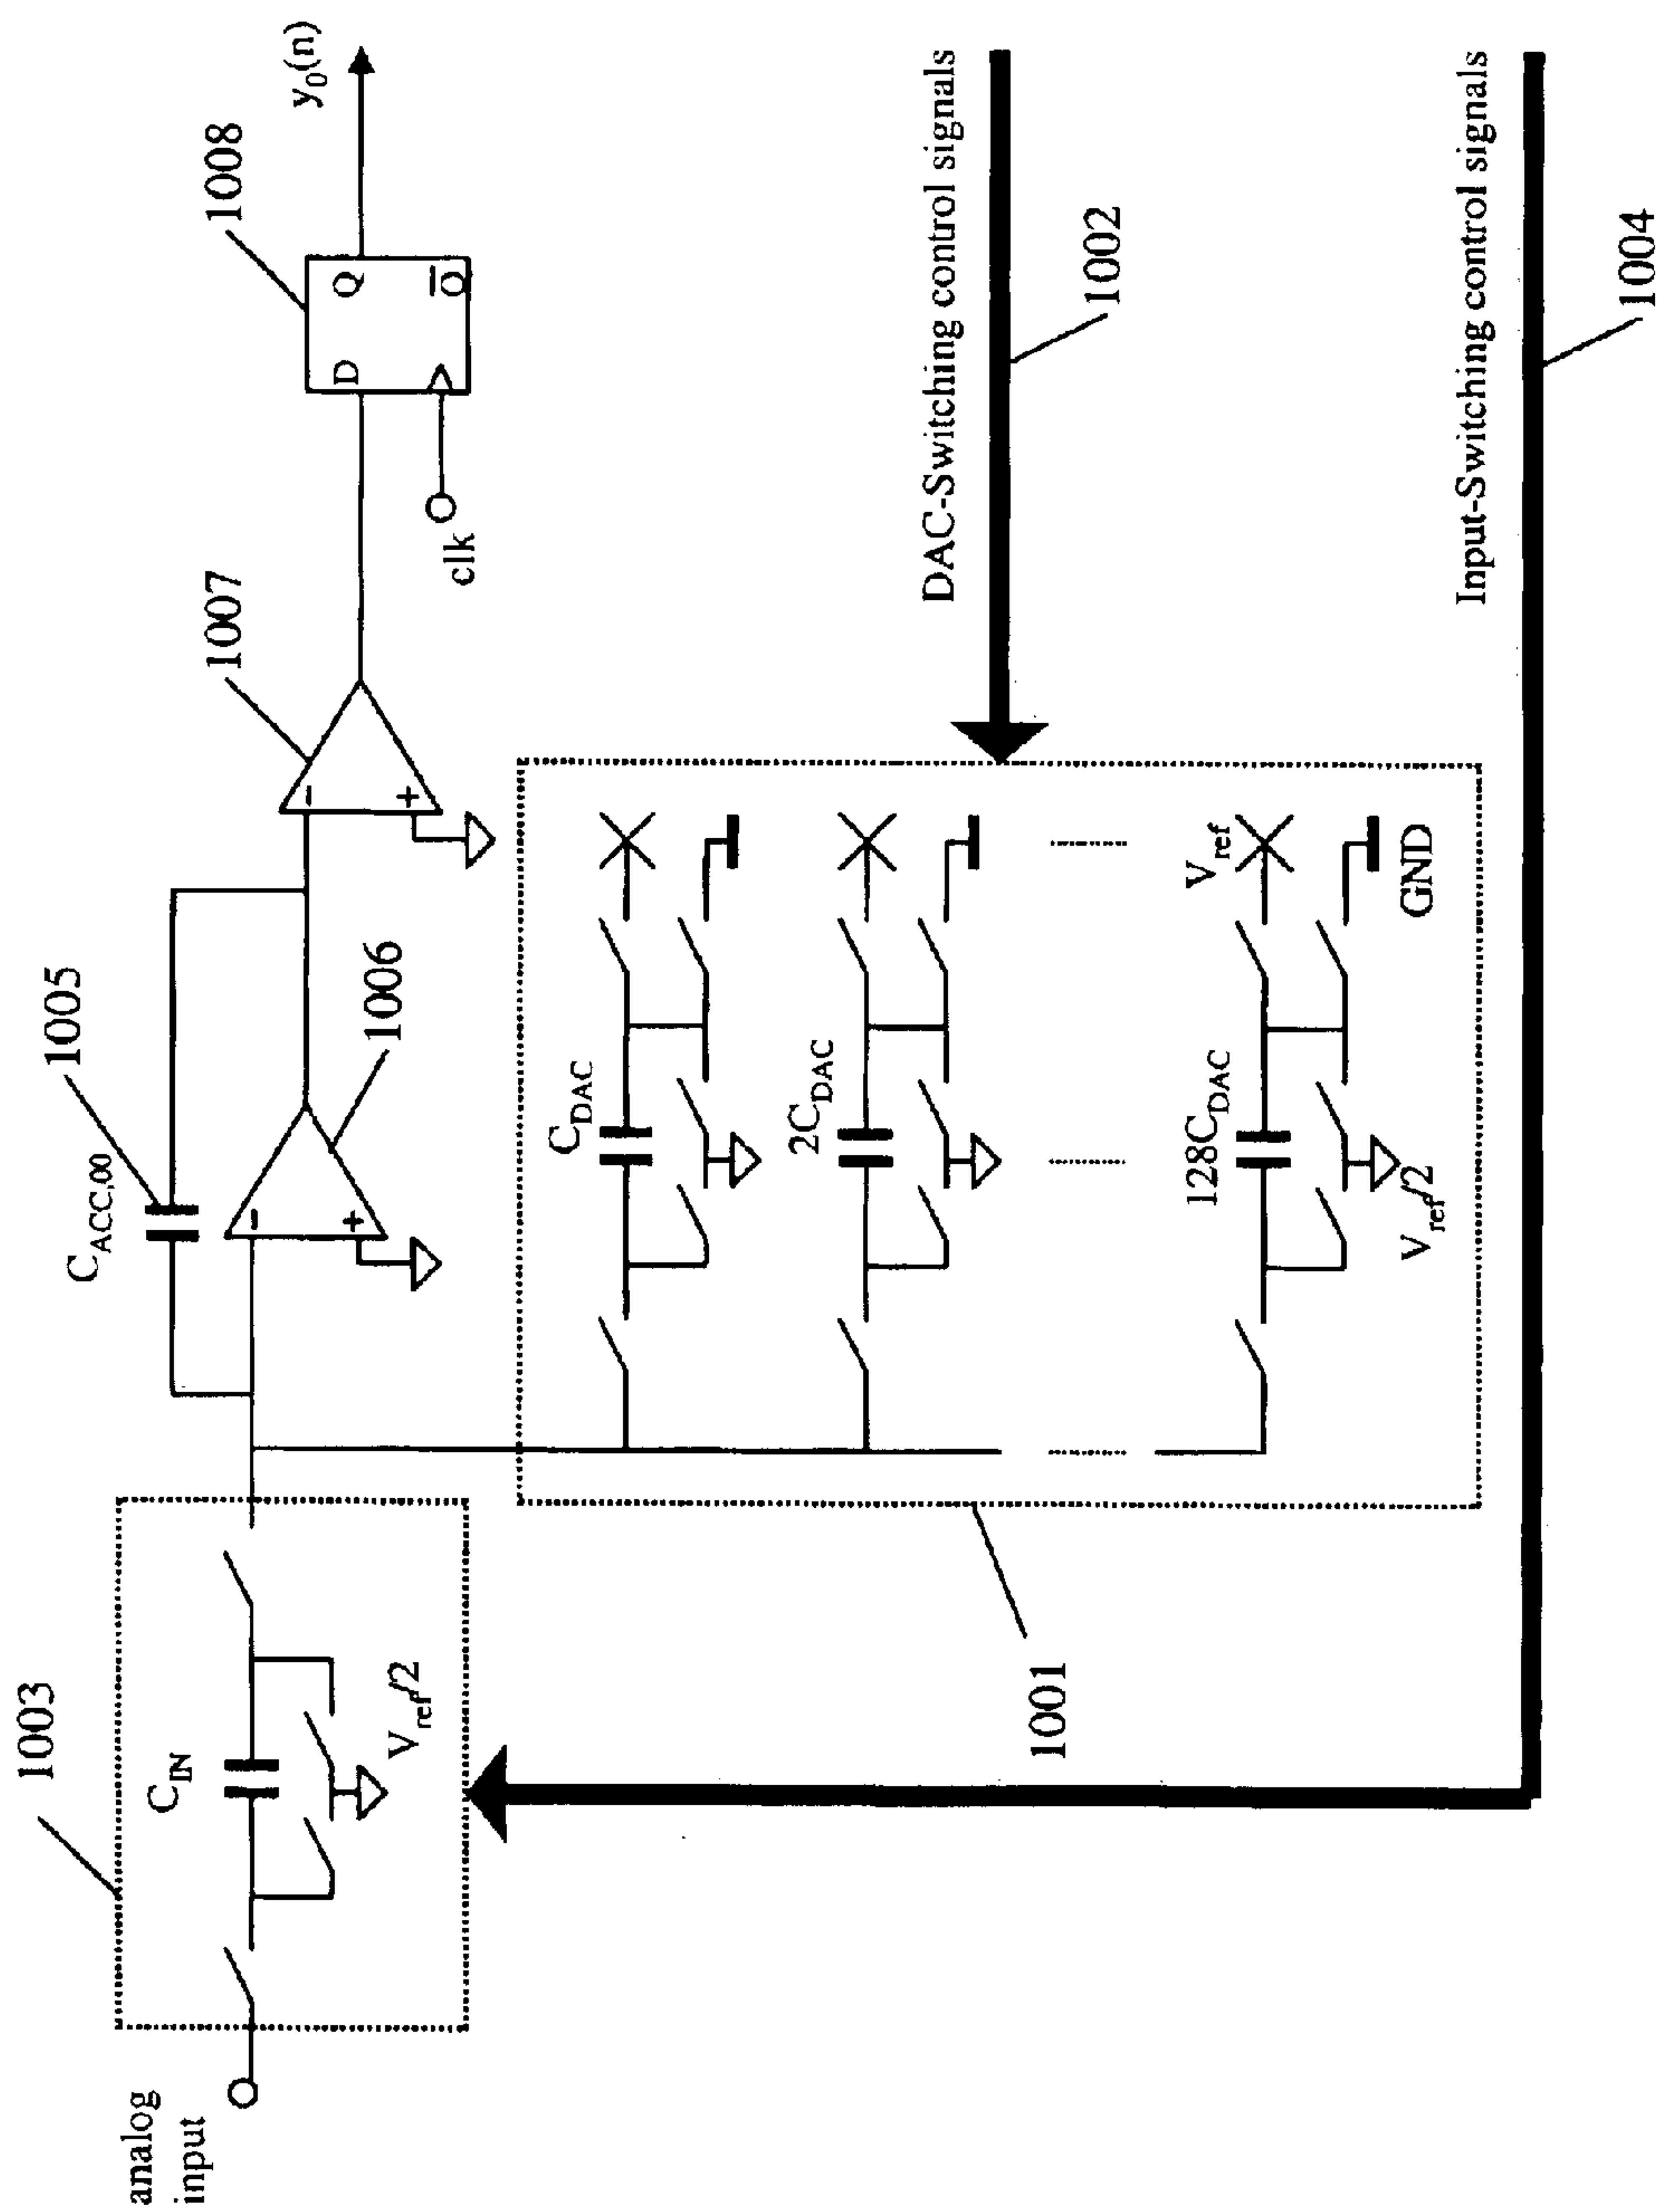 1003
analog
input
C_IN
V_ref/2
1005
C_ACC,00
-
+
1006
1007
-
+
1008
D Q
Q̅
clk
y₀(n)
1001
C_DAC
2C_DAC
128C_DAC
V_ref
V_ref/2
GND
DAC-Switching control signals
1002
Input-Switching control signals
1004